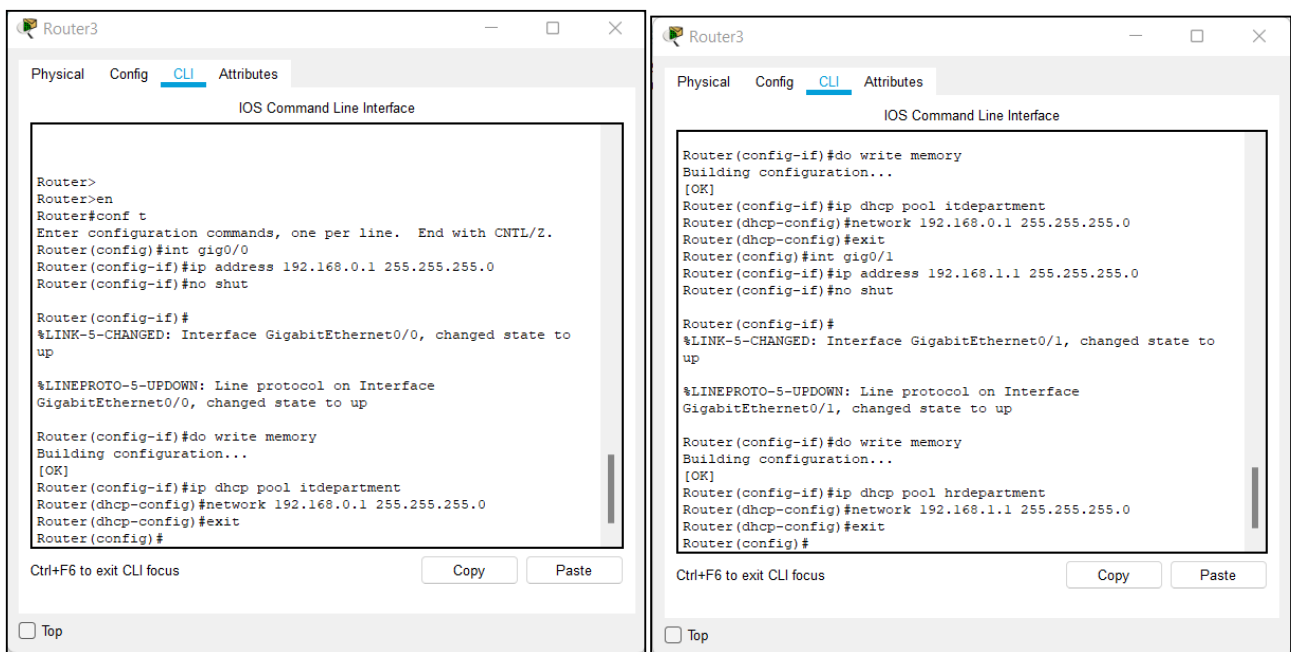 Router3
Physical Config CLI Attributes
IOS Command Line Interface
Router>
Router>en
Router#conf t
Enter configuration commands, one per line.  End with CNTL/Z.
Router(config)#int gig0/0
Router(config-if)#ip address 192.168.0.1 255.255.255.0
Router(config-if)#no shut
Router(config-if)#
%LINK-5-CHANGED: Interface GigabitEthernet0/0, changed state to
up
%LINEPROTO-5-UPDOWN: Line protocol on Interface
GigabitEthernet0/0, changed state to up
Router(config-if)#do write memory
Building configuration...
[OK]
Router(config-if)#ip dhcp pool itdepartment
Router(dhcp-config)#network 192.168.0.1 255.255.255.0
Router(dhcp-config)#exit
Router(config)#
Ctrl+F6 to exit CLI focus
Copy Paste
Top
Router3
Physical Config CLI Attributes
IOS Command Line Interface
Router(config-if)#do write memory
Building configuration...
[OK]
Router(config-if)#ip dhcp pool itdepartment
Router(dhcp-config)#network 192.168.0.1 255.255.255.0
Router(dhcp-config)#exit
Router(config)#int gig0/1
Router(config-if)#ip address 192.168.1.1 255.255.255.0
Router(config-if)#no shut
Router(config-if)#
%LINK-5-CHANGED: Interface GigabitEthernet0/1, changed state to
up
%LINEPROTO-5-UPDOWN: Line protocol on Interface
GigabitEthernet0/1, changed state to up
Router(config-if)#do write memory
Building configuration...
[OK]
Router(config-if)#ip dhcp pool hrdepartment
Router(dhcp-config)#network 192.168.1.1 255.255.255.0
Router(dhcp-config)#exit
Router(config)#
Ctrl+F6 to exit CLI focus
Copy Paste
Top